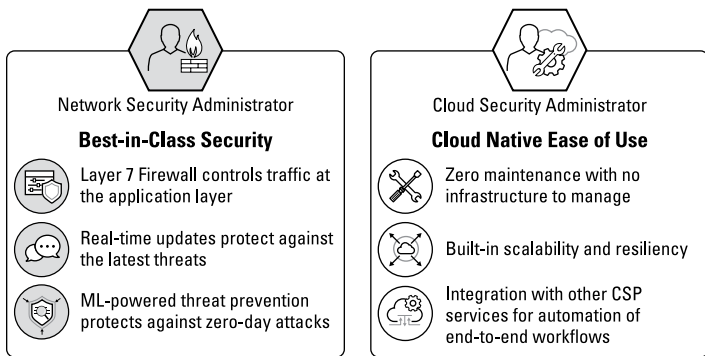 Network Security Administrator
Best-in-Class Security
Layer 7 Firewall controls traffic at
the application layer
Real-time updates protect against
the latest threats
ML-powered threat prevention
protects against zero-day attacks
Cloud Security Administrator
Cloud Native Ease of Use
Zero maintenance with no
infrastructure to manage
Built-in scalability and resiliency
Integration with other CSP
services for automation of
end-to-end workflows